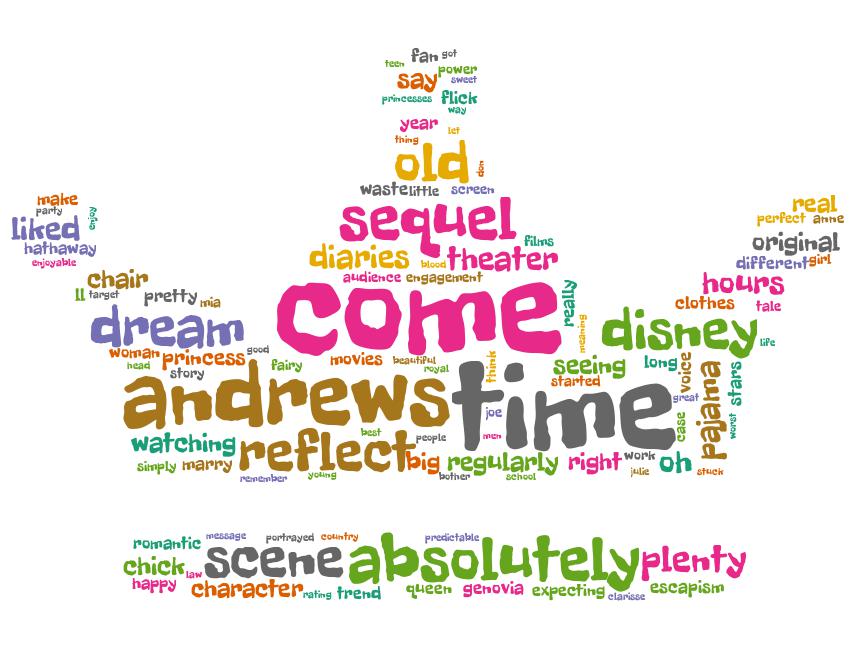 fan got
teen power
say sweet
princesses flick
way
year let
thing
old don
waste little screen
make
party enjoy
liked
hathaway
enjoyable
sequel
films
diaries blood theater
audience engagement
real
perfect anne
original
different girl
hours
clothes tale
chair
ll target pretty mia
come really
meaning
dream disney life
woman princess good
head story fairy movies beautiful
royal
think seeing long voice
started great
andrews time pajama stars
joe case worst
best people men
watching reflect big regularly right work oh
simply marry bother school julie stuck
remember young
romantic message portrayed country predictable
chick law scene absolutely plenty
happy character rating trend queen genovia expecting clarisse escapism